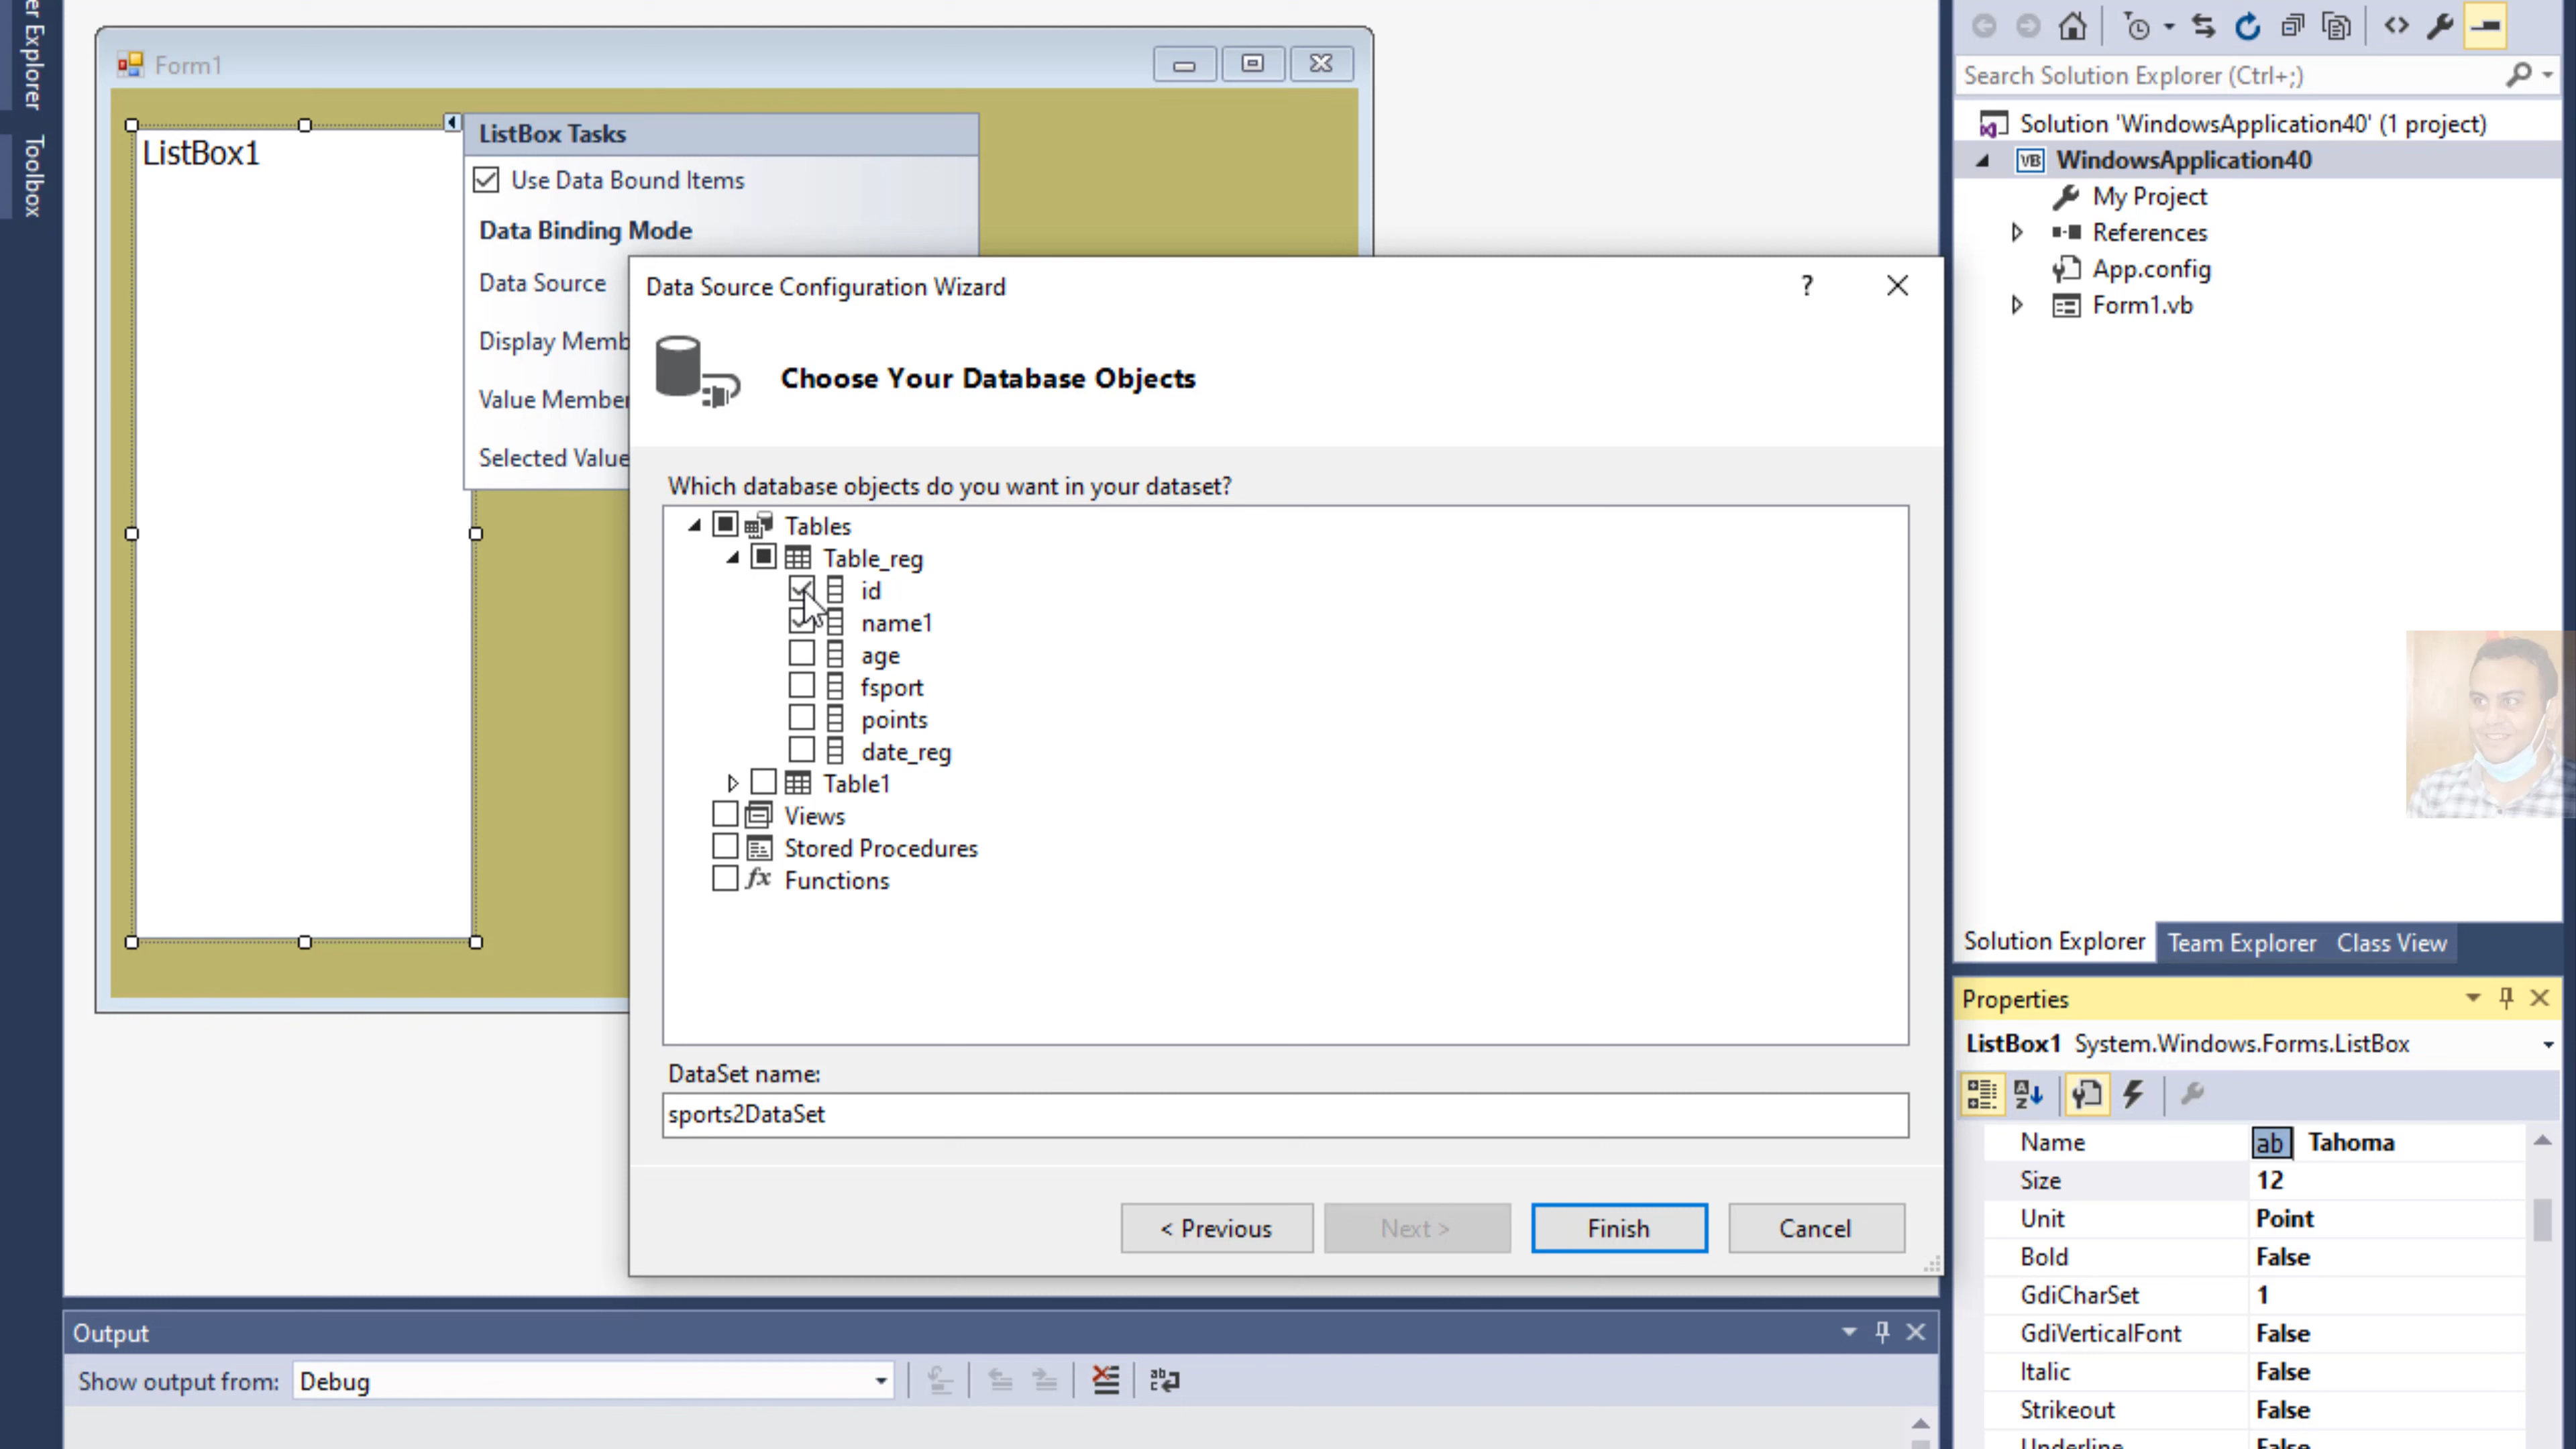 er Explorer
Toolbox
Form1
ListBox1
ListBox Tasks
Use Data Bound Items
Data Binding Mode
Data Source
Display Memb
Value Member
Selected Value
Data Source Configuration Wizard
?
Choose Your Database Objects
Which database objects do you want in your dataset?
Tables
Table_reg
id
name1
age
fsport
points
date_reg
Table1
Views
Stored Procedures
fx Functions
DataSet name:
sports2DataSet
< Previous
Next >
Finish
Cancel
Output
Show output from: Debug
Search Solution Explorer (Ctrl+;)
Solution 'WindowsApplication40' (1 project)
VB WindowsApplication40
My Project
References
App.config
Form1.vb
Solution Explorer
Team Explorer
Class View
Properties
ListBox1 System.Windows.Forms.ListBox
Name ab Tahoma
Size 12
Unit Point
Bold False
GdiCharSet 1
GdiVerticalFont False
Italic False
Strikeout False
Underline False